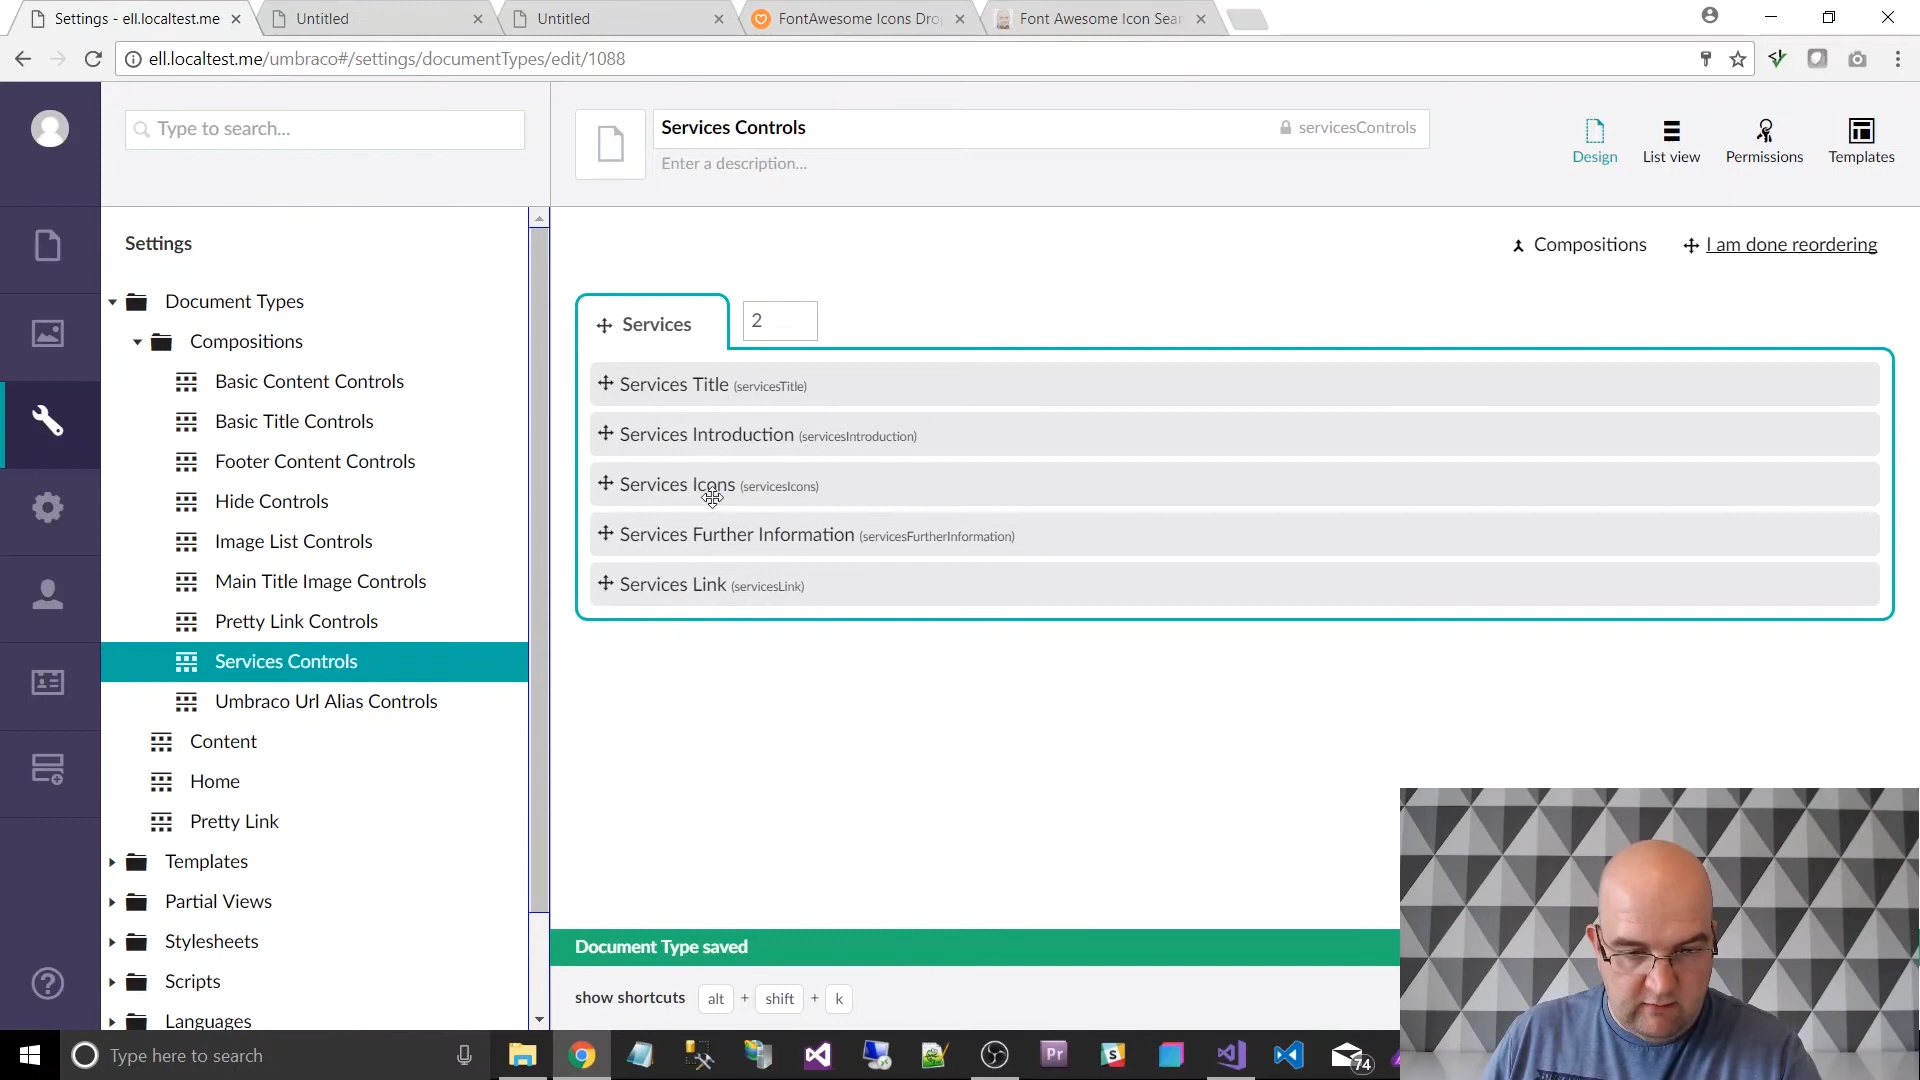 Settings - ell.localtest.me
Untitled
Untitled
FontAwesome Icons Dro
Font Awesome Icon Sear
ell.localtest.me/umbraco#/settings/documentTypes/edit/1088
Type to search...
Services Controls
servicesControls
Enter a description...
Design
List view
Permissions
Templates
Settings
Compositions
I am done reordering
Document Types
Compositions
Basic Content Controls
Basic Title Controls
Footer Content Controls
Hide Controls
Image List Controls
Main Title Image Controls
Pretty Link Controls
Services Controls
Umbraco Url Alias Controls
Content
Home
Pretty Link
Templates
Partial Views
Stylesheets
Scripts
Languages
Services
2
Services Title (servicesTitle)
Services Introduction (servicesIntroduction)
Services Icons (servicesIcons)
Services Further Information (servicesFurtherInformation)
Services Link (servicesLink)
Document Type saved
show shortcuts alt + shift + k
Type here to search
Pr
S
74